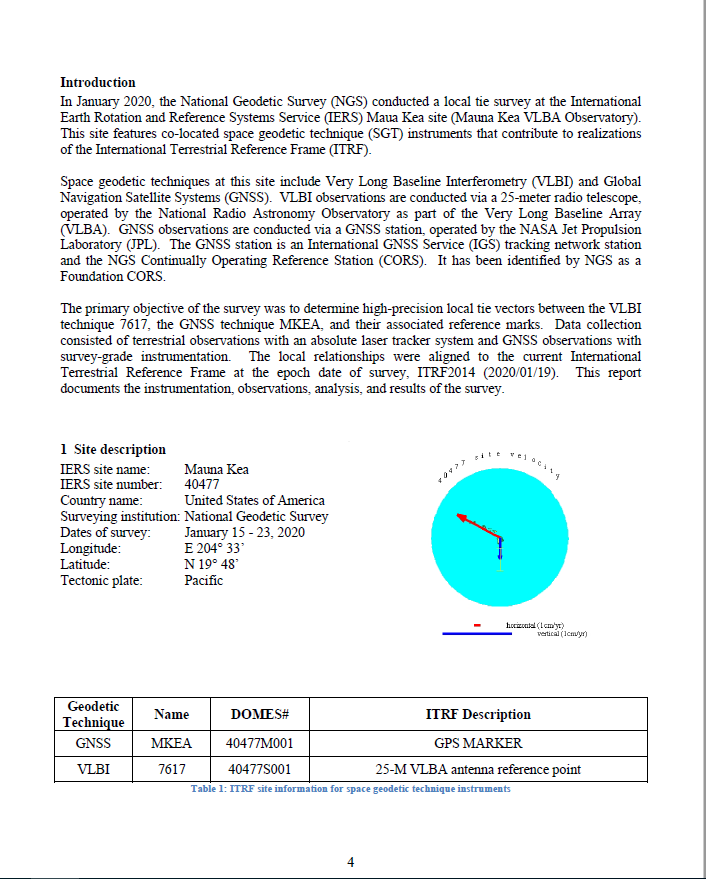 Introduction
In January 2020, the National Geodetic Survey (NGS) conducted a local tie survey at the International
Earth Rotation and Reference Systems Service (IERS) Maua Kea site (Mauna Kea VLBA Observatory).
This site features co-located space geodetic technique (SGT) instruments that contribute to realizations
of the International Terrestrial Reference Frame (ITRF).
Space geodetic techniques at this site include Very Long Baseline Interferometry (VLBI) and Global
Navigation Satellite Systems (GNSS). VLBI observations are conducted via a 25-meter radio telescope,
operated by the National Radio Astronomy Observatory as part of the Very Long Baseline Array
(VLBA). GNSS observations are conducted via a GNSS station, operated by the NASA Jet Propulsion
Laboratory (JPL). The GNSS station is an International GNSS Service (IGS) tracking network station
and the NGS Continually Operating Reference Station (CORS). It has been identified by NGS as a
Foundation CORS.
The primary objective of the survey was to determine high-precision local tie vectors between the VLBI
technique 7617, the GNSS technique MKEA, and their associated reference marks. Data collection
consisted of terrestrial observations with an absolute laser tracker system and GNSS observations with
survey-grade instrumentation. The local relationships were aligned to the current International
Terrestrial Reference Frame at the epoch date of survey, ITRF2014 (2020/01/19). This report
documents the instrumentation, observations, analysis, and results of the survey.
1 Site description
IERS site name: Mauna Kea
IERS site number: 40477
Country name: United States of America
Surveying institution: National Geodetic Survey
Dates of survey: January 15 - 23, 2020
Longitude: E 204° 33’
Latitude: N 19° 48’
Tectonic plate: Pacific
40477 site velocity
horizontal (1cm/yr)
vertical (1cm/yr)
Geodetic Technique Name DOMES# ITRF Description
GNSS MKEA 40477M001 GPS MARKER
VLBI 7617 40477S001 25-M VLBA antenna reference point
Table 1: ITRF site information for space geodetic technique instruments
4